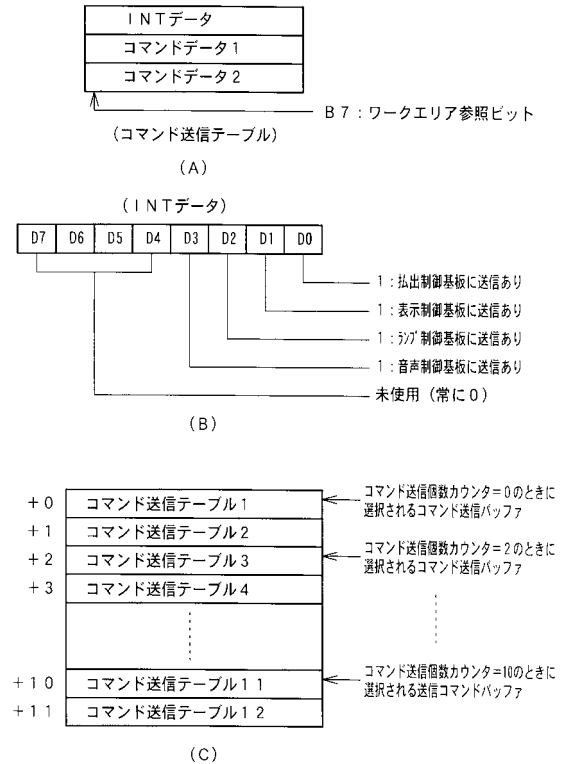 INTデータ
コマンドデータ1
コマンドデータ2
B7:ワークエリア参照ビット
(コマンド送信テーブル)
(A)
(INTデータ)
D7 D6 D5 D4 D3 D2 D1 D0
1:払出制御基板に送信あり
1:表示制御基板に送信あり
1:ランプ制御基板に送信あり
1:音声制御基板に送信あり
未使用(常に0)
(B)
+0 コマンド送信テーブル1
コマンド送信個数カウンタ=0のときに
選択されるコマンド送信バッファ
+1 コマンド送信テーブル2
+2 コマンド送信テーブル3
コマンド送信個数カウンタ=2のときに
選択されるコマンド送信バッファ
+3 コマンド送信テーブル4
+10 コマンド送信テーブル11
コマンド送信個数カウンタ=10のときに
選択される送信コマンドバッファ
+11 コマンド送信テーブル12
(C)